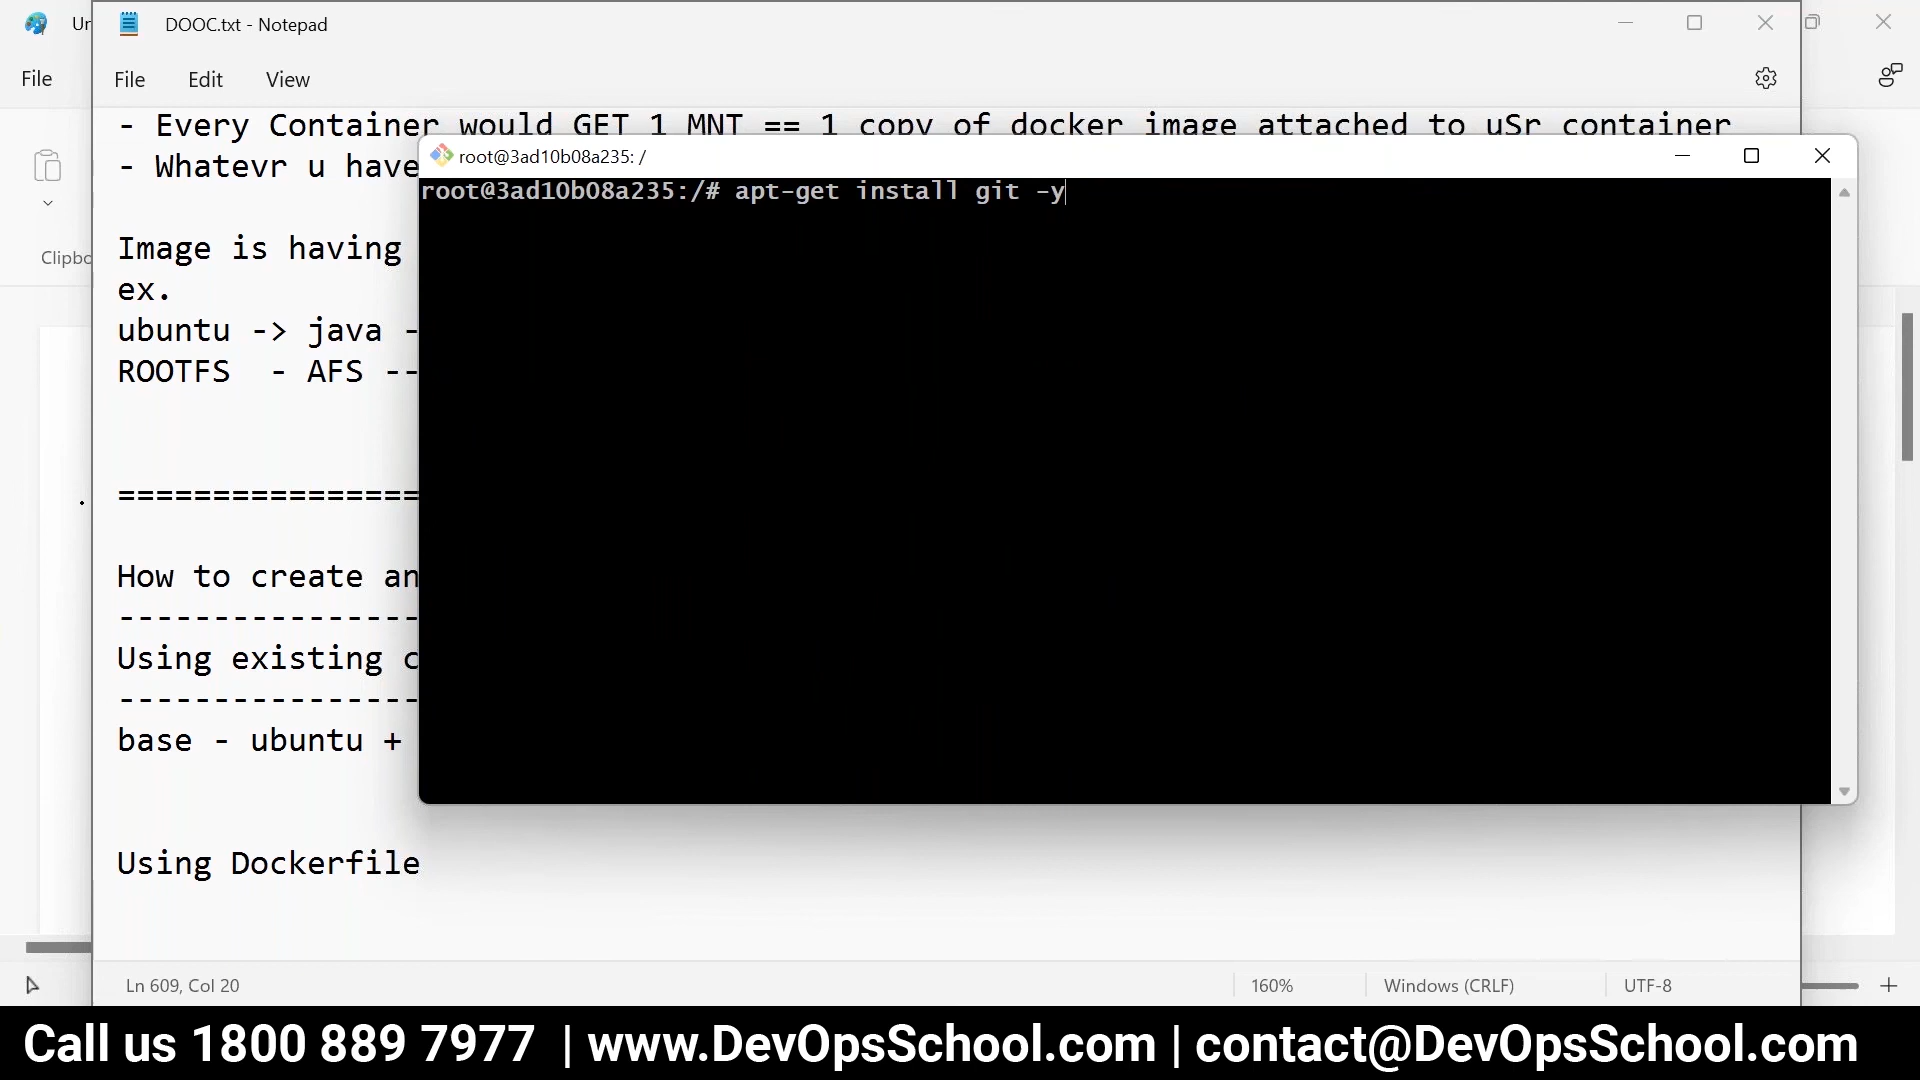 Un
DOOC.txt - Notepad
File
File
Edit
View
- Every Container would GET 1 MNT == 1 copy of docker image attached to uSr container
- Whatevr u have
root@3ad10b08a235: /
root@3ad10b08a235:/# apt-get install git -y
Image is having
Clipbo
ex.
ubuntu -> java -
ROOTFS  - AFS --
================
How to create an
----------------
Using existing c
----------------
base - ubuntu +
Using Dockerfile
Ln 609, Col 20
160%
Windows (CRLF)
UTF-8
Call us 1800 889 7977 | www.DevOpsSchool.com | contact@DevOpsSchool.com